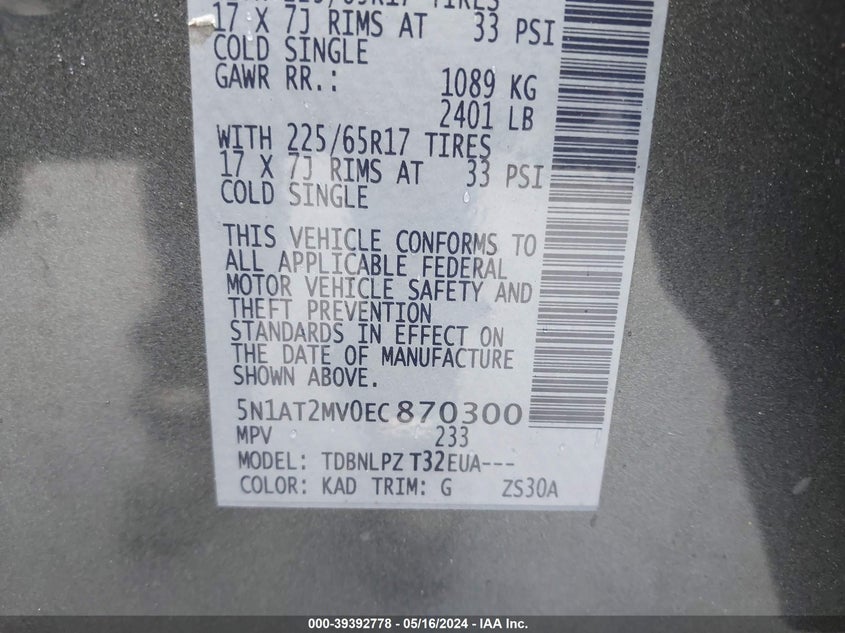 225/65R17 TIRES
17 X 7J RIMS AT 33 PSI
COLD SINGLE
GAWR RR.: 1089 KG
2401 LB
WITH 225/65R17 TIRES
17 X 7J RIMS AT 33 PSI
COLD SINGLE
THIS VEHICLE CONFORMS TO
ALL APPLICABLE FEDERAL
MOTOR VEHICLE SAFETY AND
THEFT PREVENTION
STANDARDS IN EFFECT ON
THE DATE OF MANUFACTURE
SHOWN ABOVE.
5N1AT2MV0EC870300
MPV 233
MODEL: TDBNLPZ T32EUA---
COLOR: KAD TRIM: G ZS30A
000-39392778 - 05/16/2024 - IAA Inc.